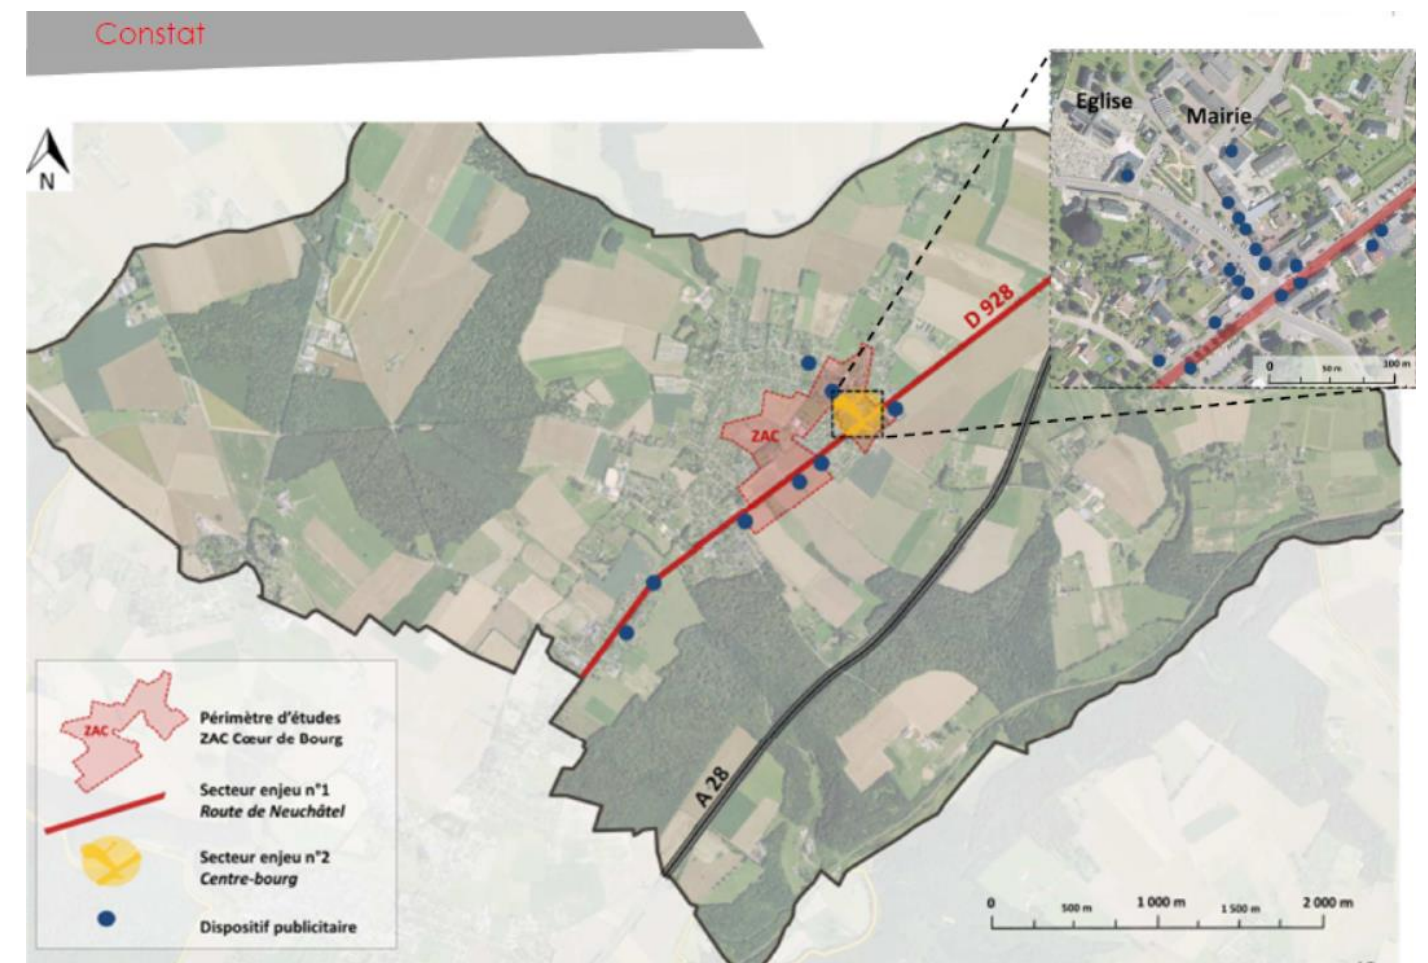 Constat
Eglise
Mairie
0
50 m
100 m
N
D 928
ZAC
A 28
ZAC
Périmètre d'études
ZAC Cœur de Bourg
Secteur enjeu n°1
Route de Neuchâtel
Secteur enjeu n°2
Centre-bourg
Dispositif publicitaire
0
500 m
1 000 m
1 500 m
2 000 m